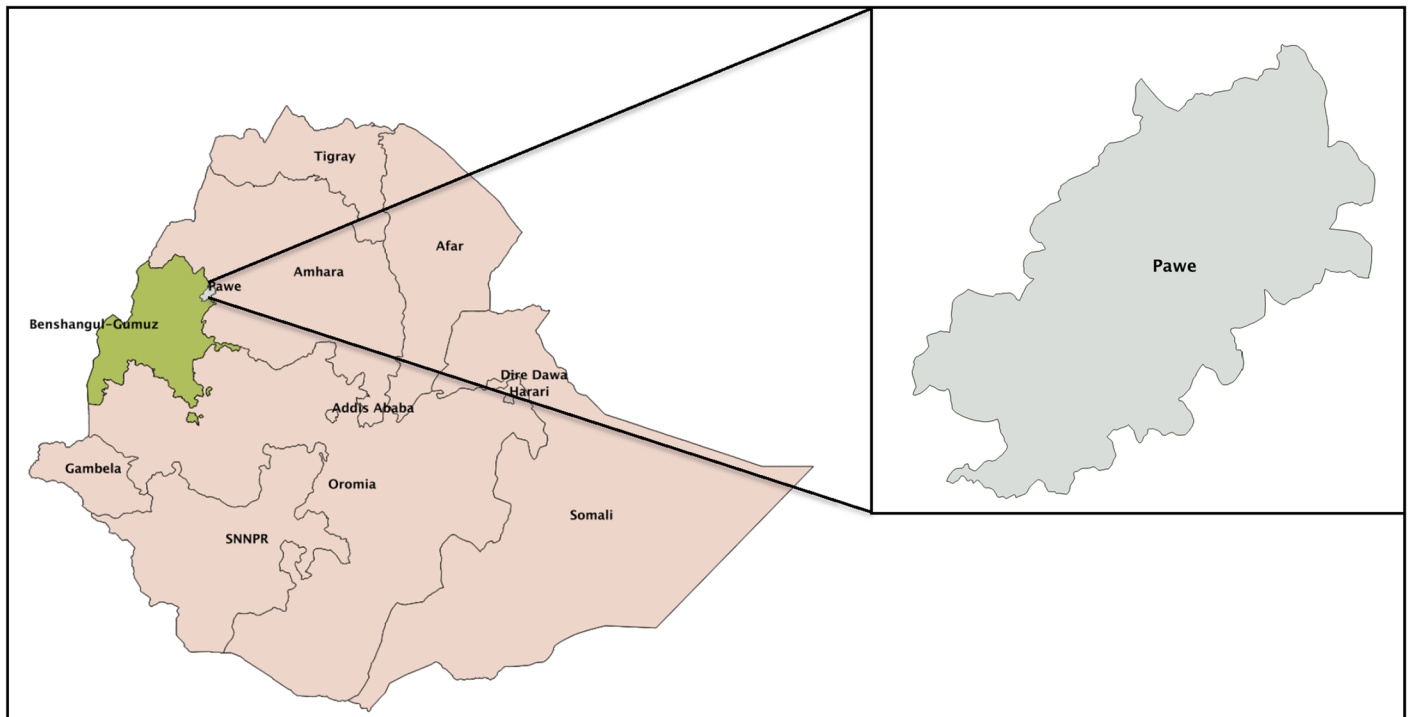 Tigray
Afar
Amhara
Pawe
Benshangul-Gumuz
Dire Dawa
Harari
Addis Ababa
Gambela
Oromia
Somali
SNNPR
Pawe